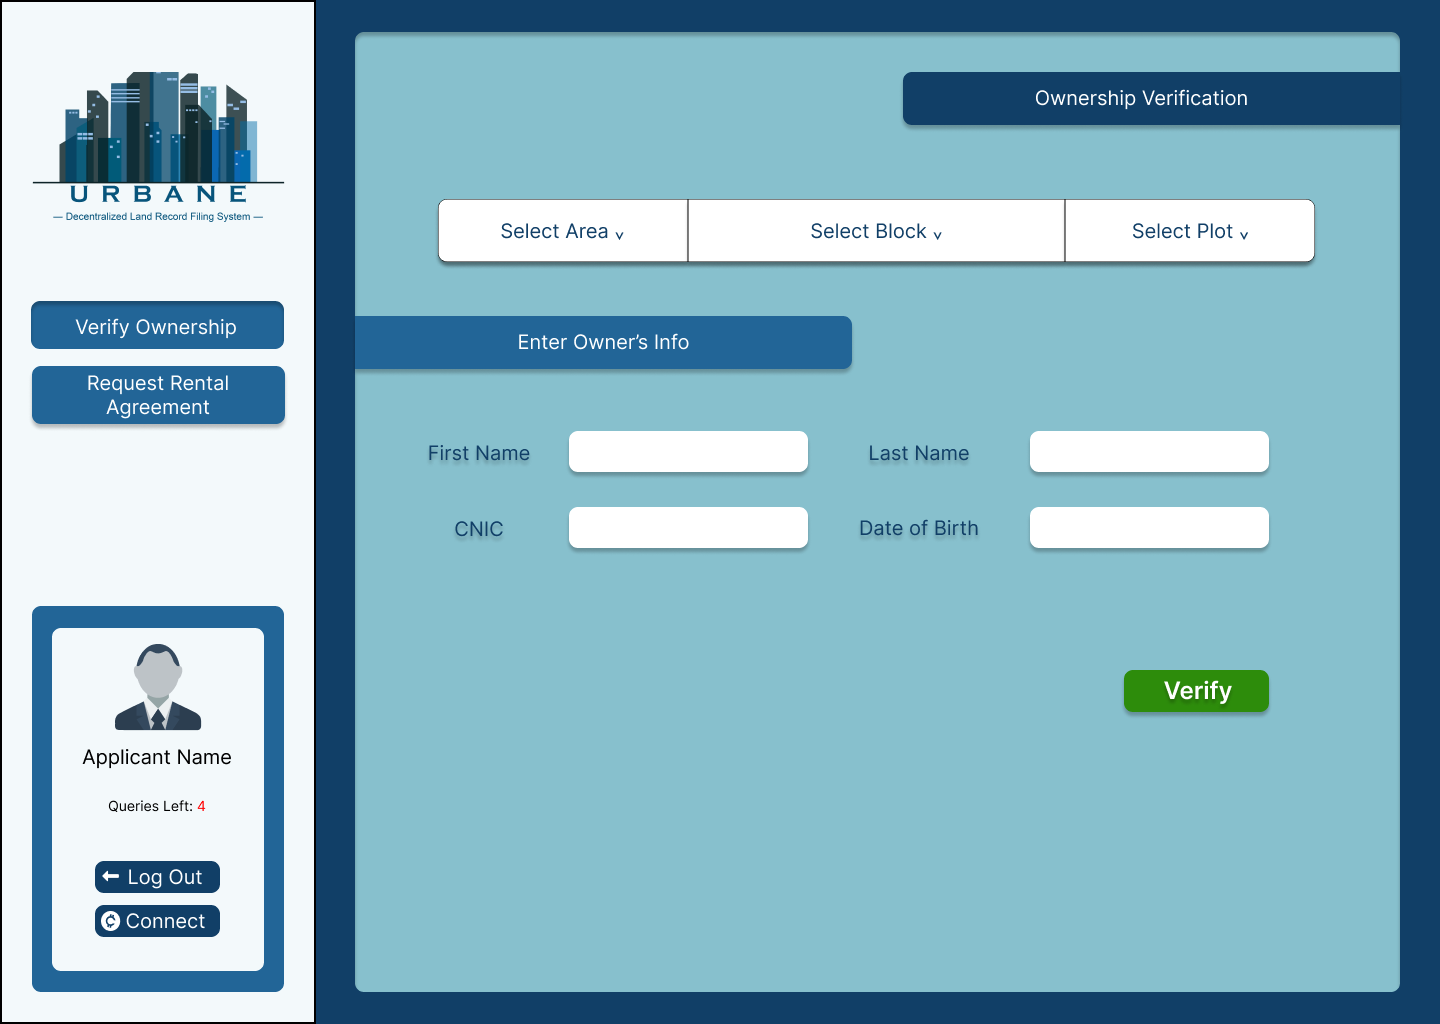 URBANE
— Decentralized Land Record Filing System —
Verify Ownership
Request Rental
Agreement
Applicant Name
Queries Left: 4
Log Out
Connect
Ownership Verification
Select Area
Select Block
Select Plot
Enter Owner’s Info
First Name
Last Name
CNIC
Date of Birth
Verify